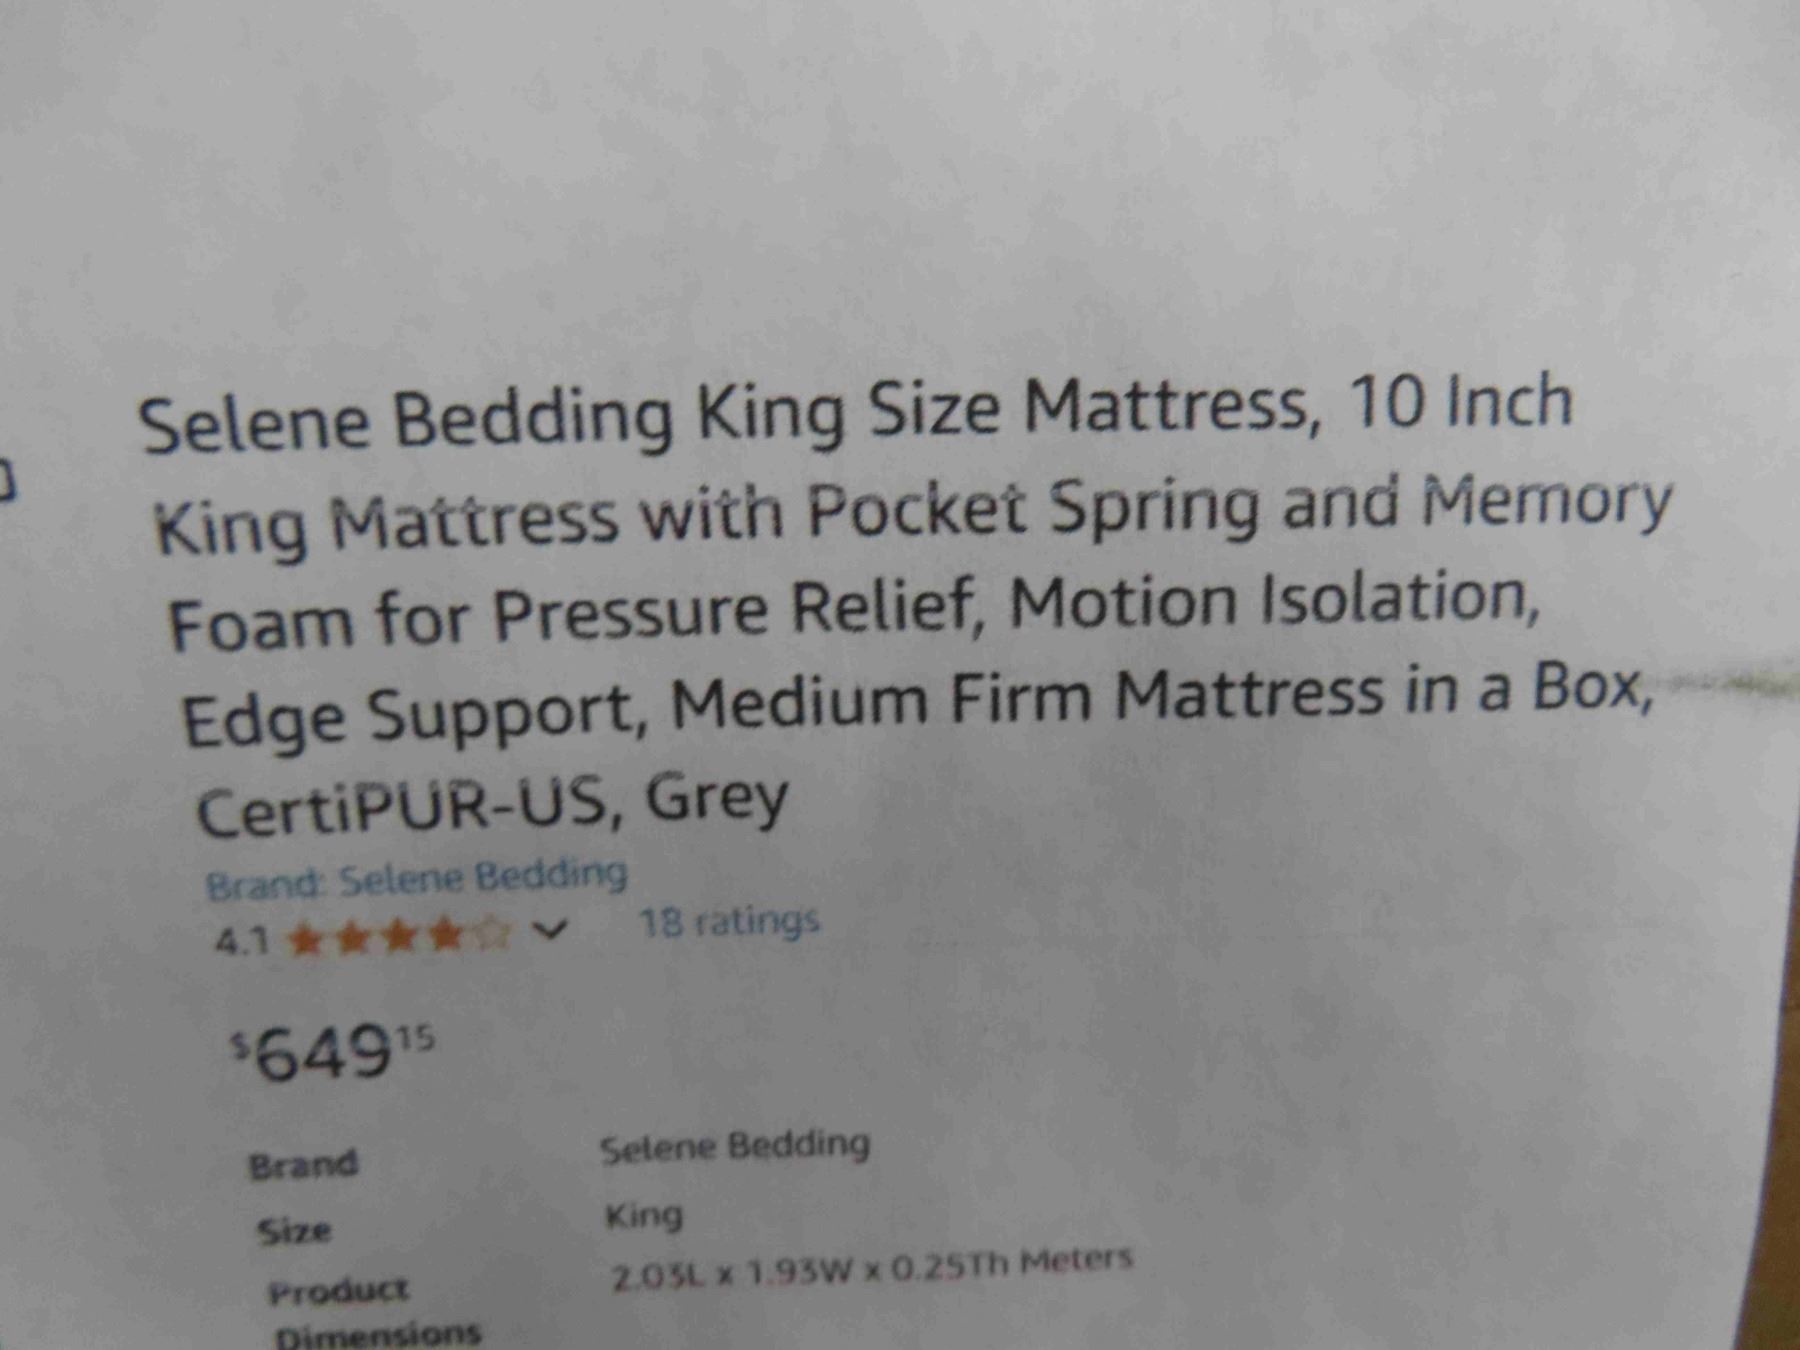 Selene Bedding King Size Mattress, 10 Inch
King Mattress with Pocket Spring and Memory
Foam for Pressure Relief, Motion Isolation,
Edge Support, Medium Firm Mattress in a Box,
CertiPUR-US, Grey
Brand: Selene Bedding
4.1 18 ratings
$649 15
Brand Selene Bedding
Size King
Product 2.03L x 1.93W x 0.25Th Meters
Dimensions